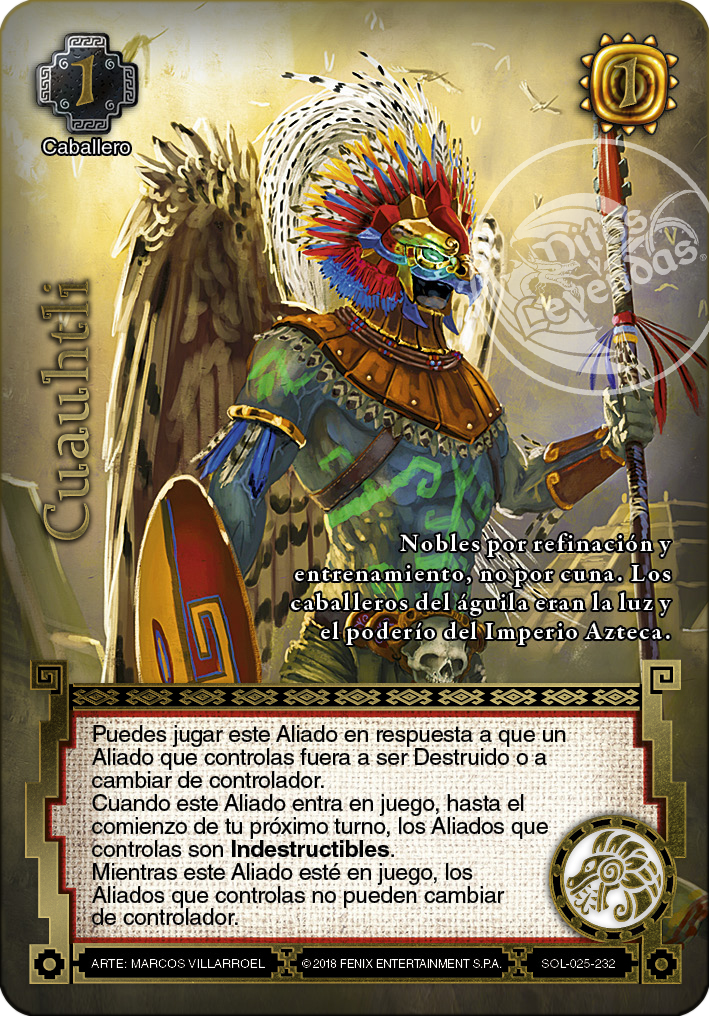 1
Caballero
1
Mitos
y
Leyendas
Cuauhtli
Nobles por refinación y
entrenamiento, no por cuna. Los
caballeros del águila eran la luz y
el poderío del Imperio Azteca.
Puedes jugar este Aliado en respuesta a que un
Aliado que controlas fuera a ser Destruido o a
cambiar de controlador.
Cuando este Aliado entra en juego, hasta el
comienzo de tu próximo turno, los Aliados que
controlas son Indestructibles.
Mientras este Aliado esté en juego, los
Aliados que controlas no pueden cambiar
de controlador.
ARTE: MARCOS VILLARROEL
© 2018 FENIX ENTERTAINMENT S.P.A.
SOL-025-232